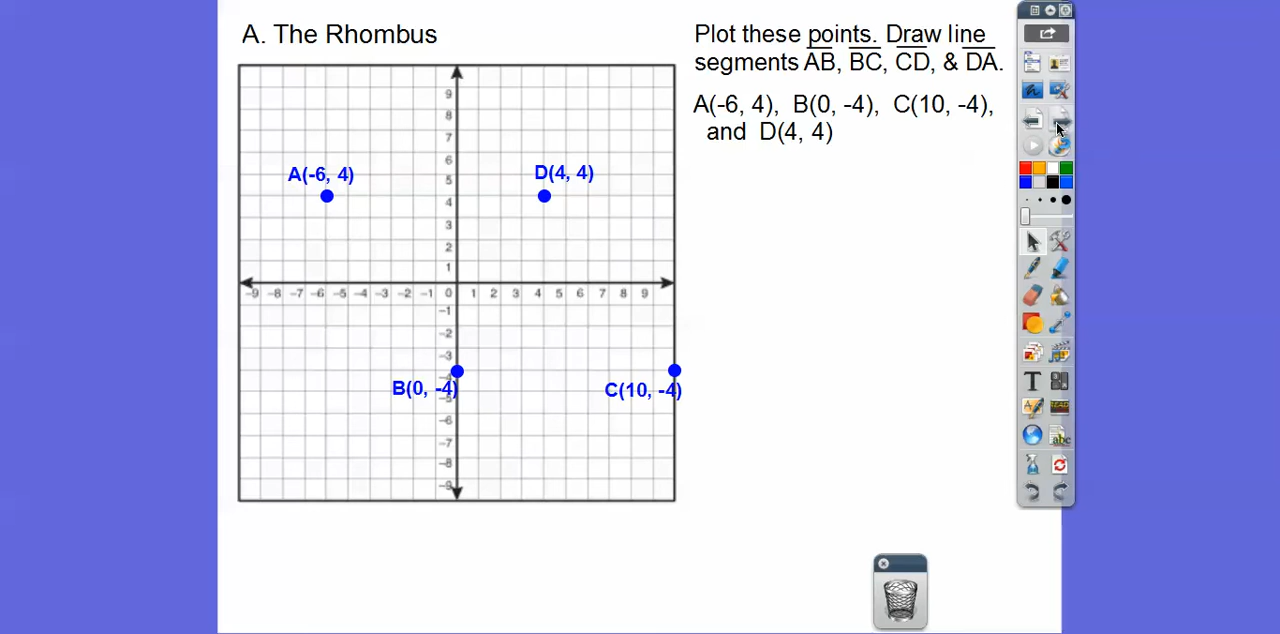 A. The Rhombus
Plot these points. Draw line
segments AB, BC, CD, & DA.
A(-6, 4), B(0, -4), C(10, -4),
and D(4, 4)
9
8
7
6
A(-6, 4)
D(4, 4)
5
4
3
2
1
-9 -8 -7 -6 -5 -4 -3 -2 -1 0 1 2 3 4 5 6 7 8 9
-1
-2
-3
-4
B(0, -4)
C(10, -4)
-5
-6
-7
-8
-9
T
abc